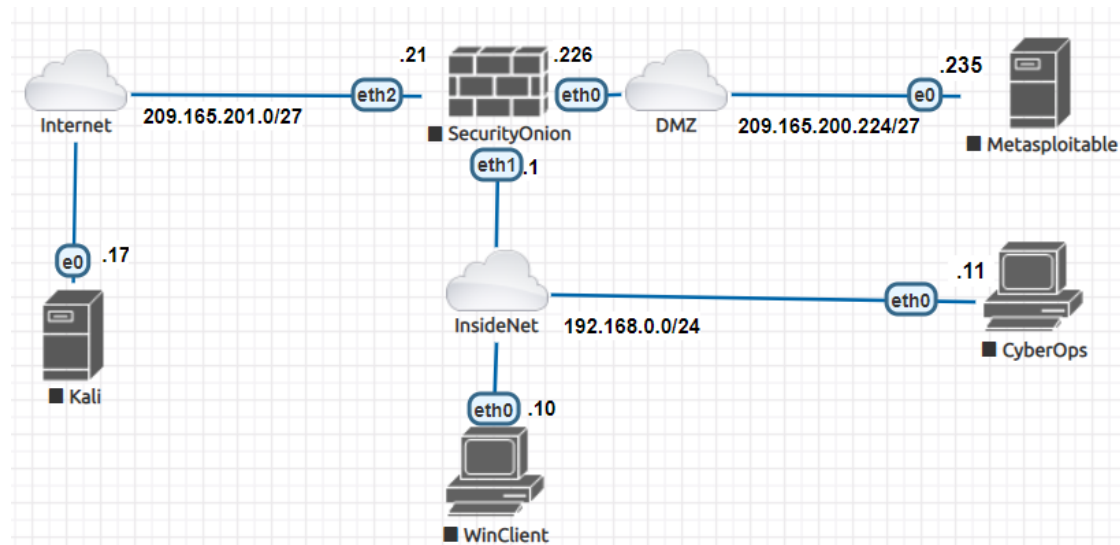 .21
.226
.235
eth2
eth0
e0
209.165.201.0/27
209.165.200.224/27
Internet
SecurityOnion
DMZ
Metasploitable
eth1
.1
e0
.17
.11
eth0
InsideNet
192.168.0.0/24
CyberOps
Kali
eth0
.10
WinClient